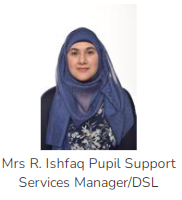 Mrs R. Ishfaq Pupil Support
Services Manager/DSL